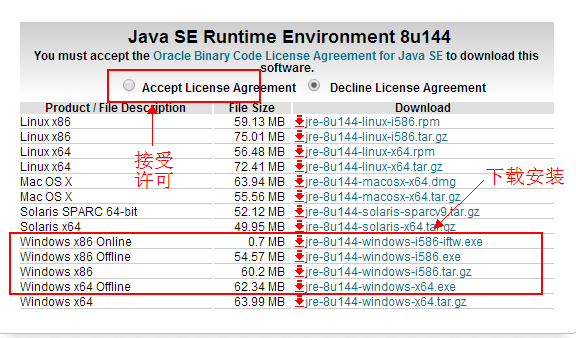 Java SE Runtime Environment 8u144
You must accept the Oracle Binary Code License Agreement for Java SE to download this
software.
Accept License Agreement Decline License Agreement
Product / File Description File Size Download
Linux x86 59.13 MB jre-8u144-linux-i586.rpm
Linux x86 75.01 MB jre-8u144-linux-i586.tar.gz
Linux x64 56.48 MB jre-8u144-linux-x64.rpm
Linux x64 72.41 MB jre-8u144-linux-x64.tar.gz
Mac OS X 63.94 MB jre-8u144-macosx-x64.dmg
Mac OS X 55.56 MB jre-8u144-macosx-x64.tar.gz
Solaris SPARC 64-bit 52.12 MB jre-8u144-solaris-sparcv9.tar.gz
Solaris x64 49.95 MB jre-8u144-solaris-x64.tar.gz
Windows x86 Online 0.7 MB jre-8u144-windows-i586-iftw.exe
Windows x86 Offline 54.57 MB jre-8u144-windows-i586.exe
Windows x86 60.2 MB jre-8u144-windows-i586.tar.gz
Windows x64 Offline 62.34 MB jre-8u144-windows-x64.exe
Windows x64 63.99 MB jre-8u144-windows-x64.tar.gz
接受
许可
下载安装